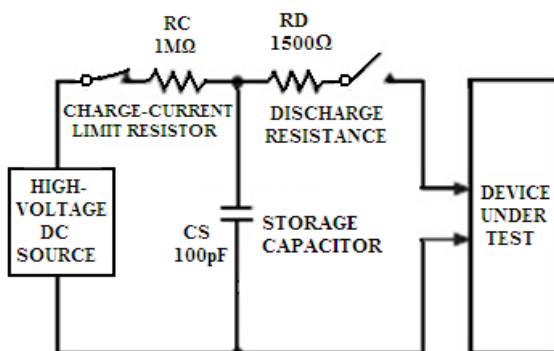 RC
1MΩ
RD
1500Ω
CHARGE-CURRENT
LIMIT RESISTOR
DISCHARGE
RESISTANCE
HIGH-
VOLTAGE
DC
SOURCE
CS
100pF
STORAGE
CAPACITOR
DEVICE
UNDER
TEST